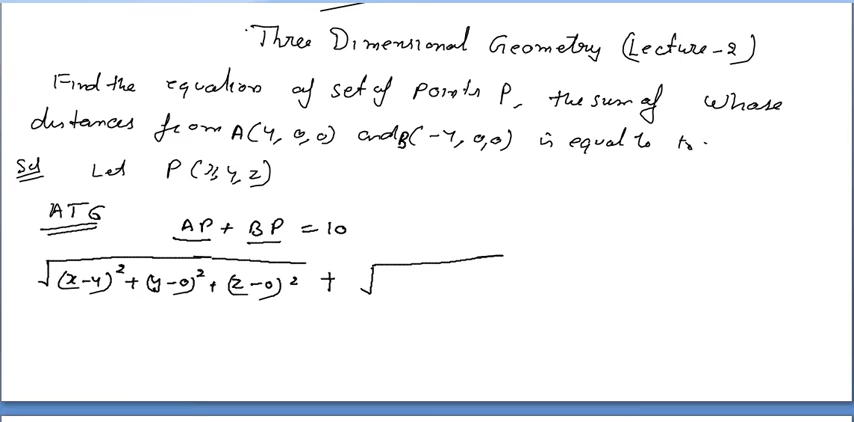 Three Dimensional Geometry (Lecture-2)
Find the equation of set of points P, the sum of whose
distances from A(4, 0, 0) and B(-4, 0, 0) is equal to 10.
Sol Let P(x, y, z)
ATG
AP + BP = 10
√(x-4)² + (y-0)² + (z-0)² + √